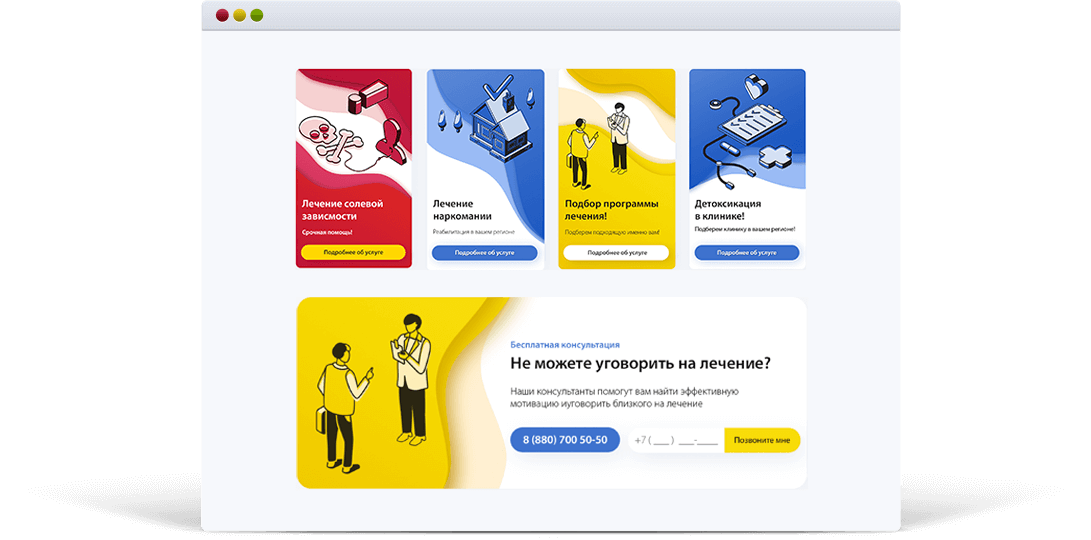 Лечение солевой
зависмости
Срочная помощь!
Подробнее об услуге
Лечение
наркомании
Реабилитация в вашем регионе
Подробнее об услуге
Подбор программы
лечения!
Подберем подходящую именно вам!
Подробнее об услуге
Детоксикация
в клинике!
Подберем клинику в вашем регионе!
Подробнее об услуге
Бесплатная консультация
Не можете уговорить на лечение?
Наши консультанты помогут вам найти эффективную
мотивацию иуговорить близкого на лечение
8 (880) 700 50-50
+7 ( ___ ) ___-____
Позвоните мне